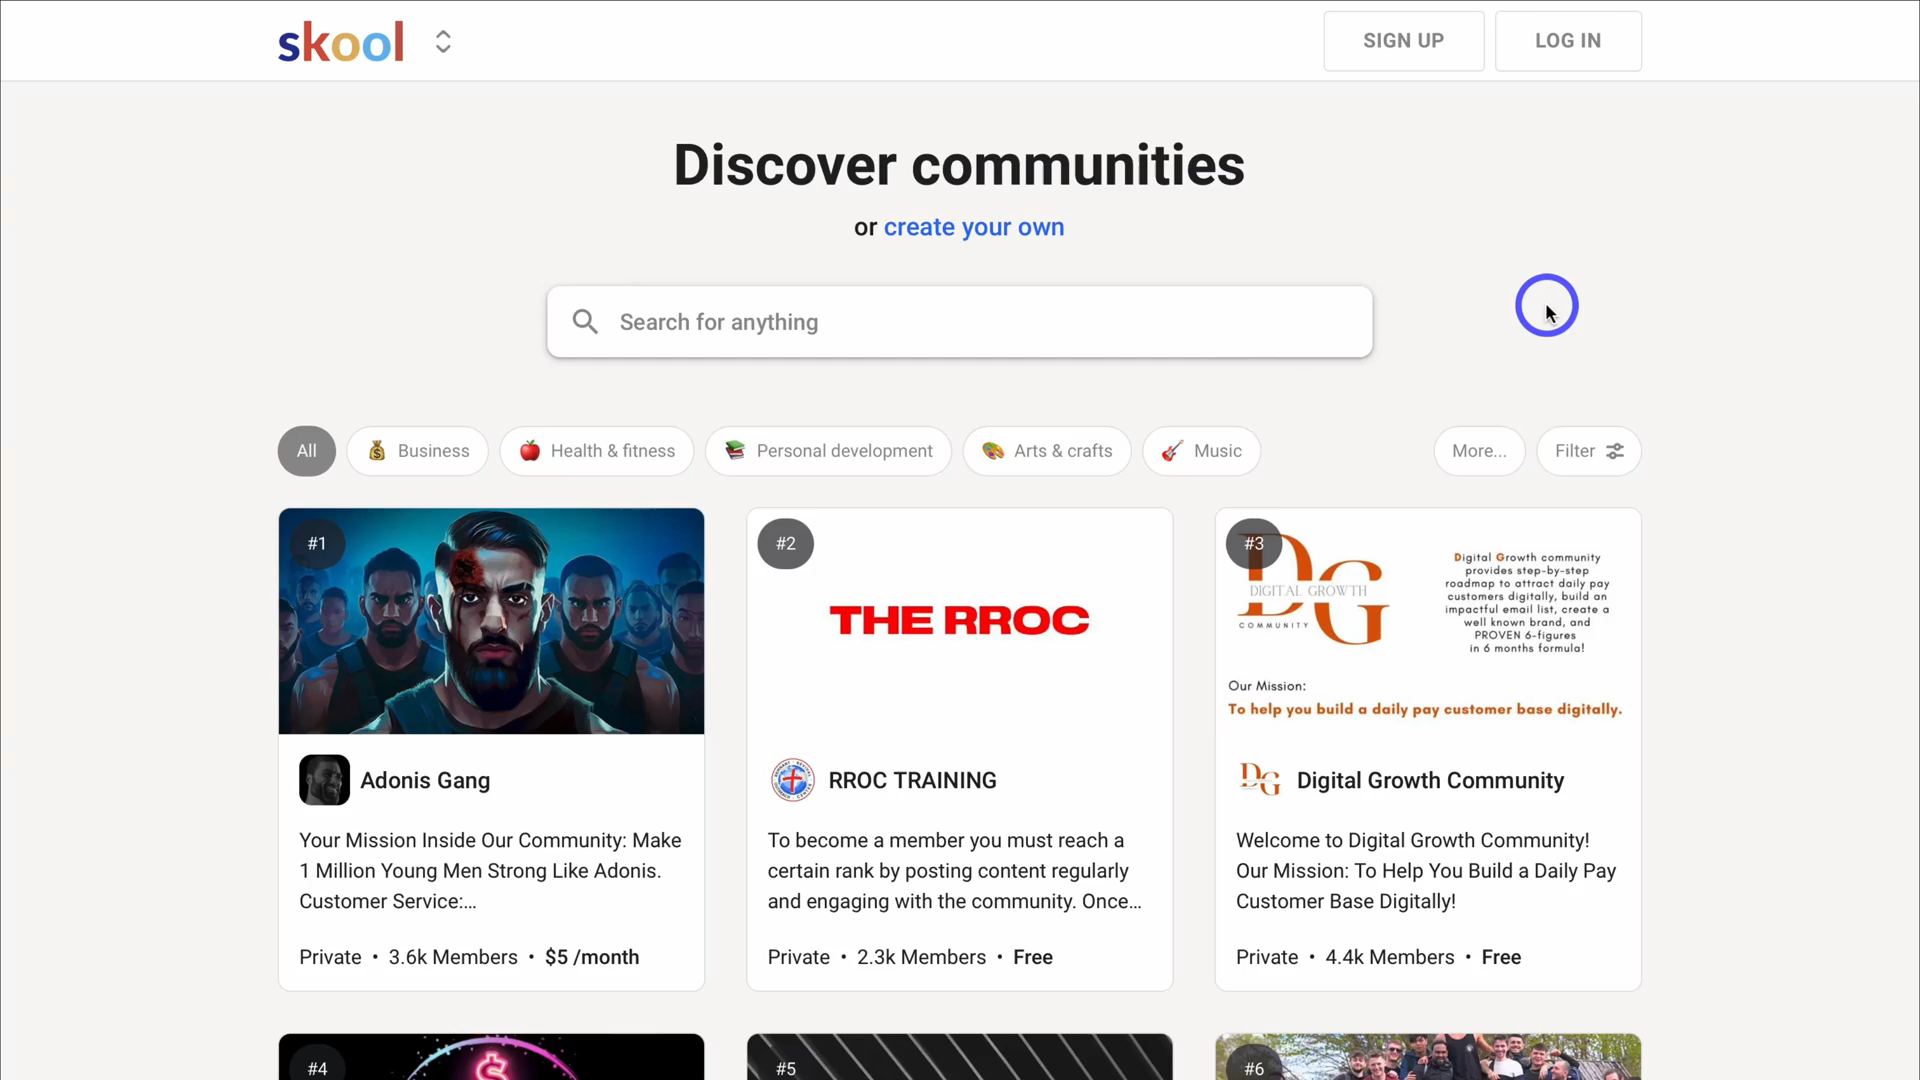 skool
SIGN UP
LOG IN
Discover communities
or create your own
Search for anything
All
Business
Health & fitness
Personal development
Arts & crafts
Music
More...
Filter
#1
Adonis Gang
Your Mission Inside Our Community: Make
1 Million Young Men Strong Like Adonis.
Customer Service:...
Private • 3.6k Members • $5 /month
#2
THE RROC
RROC TRAINING
To become a member you must reach a
certain rank by posting content regularly
and engaging with the community. Once...
Private • 2.3k Members • Free
#3
DG
DIGITAL GROWTH
COMMUNITY
Digital Growth community
provides step-by-step
roadmap to attract daily pay
customers digitally, build an
impactful email list, create a
well known brand, and
PROVEN 6-figures
in 6 months formula!
Our Mission:
To help you build a daily pay customer base digitally.
DG
Digital Growth Community
Welcome to Digital Growth Community!
Our Mission: To Help You Build a Daily Pay
Customer Base Digitally!
Private • 4.4k Members • Free
#4
$
#5
#6